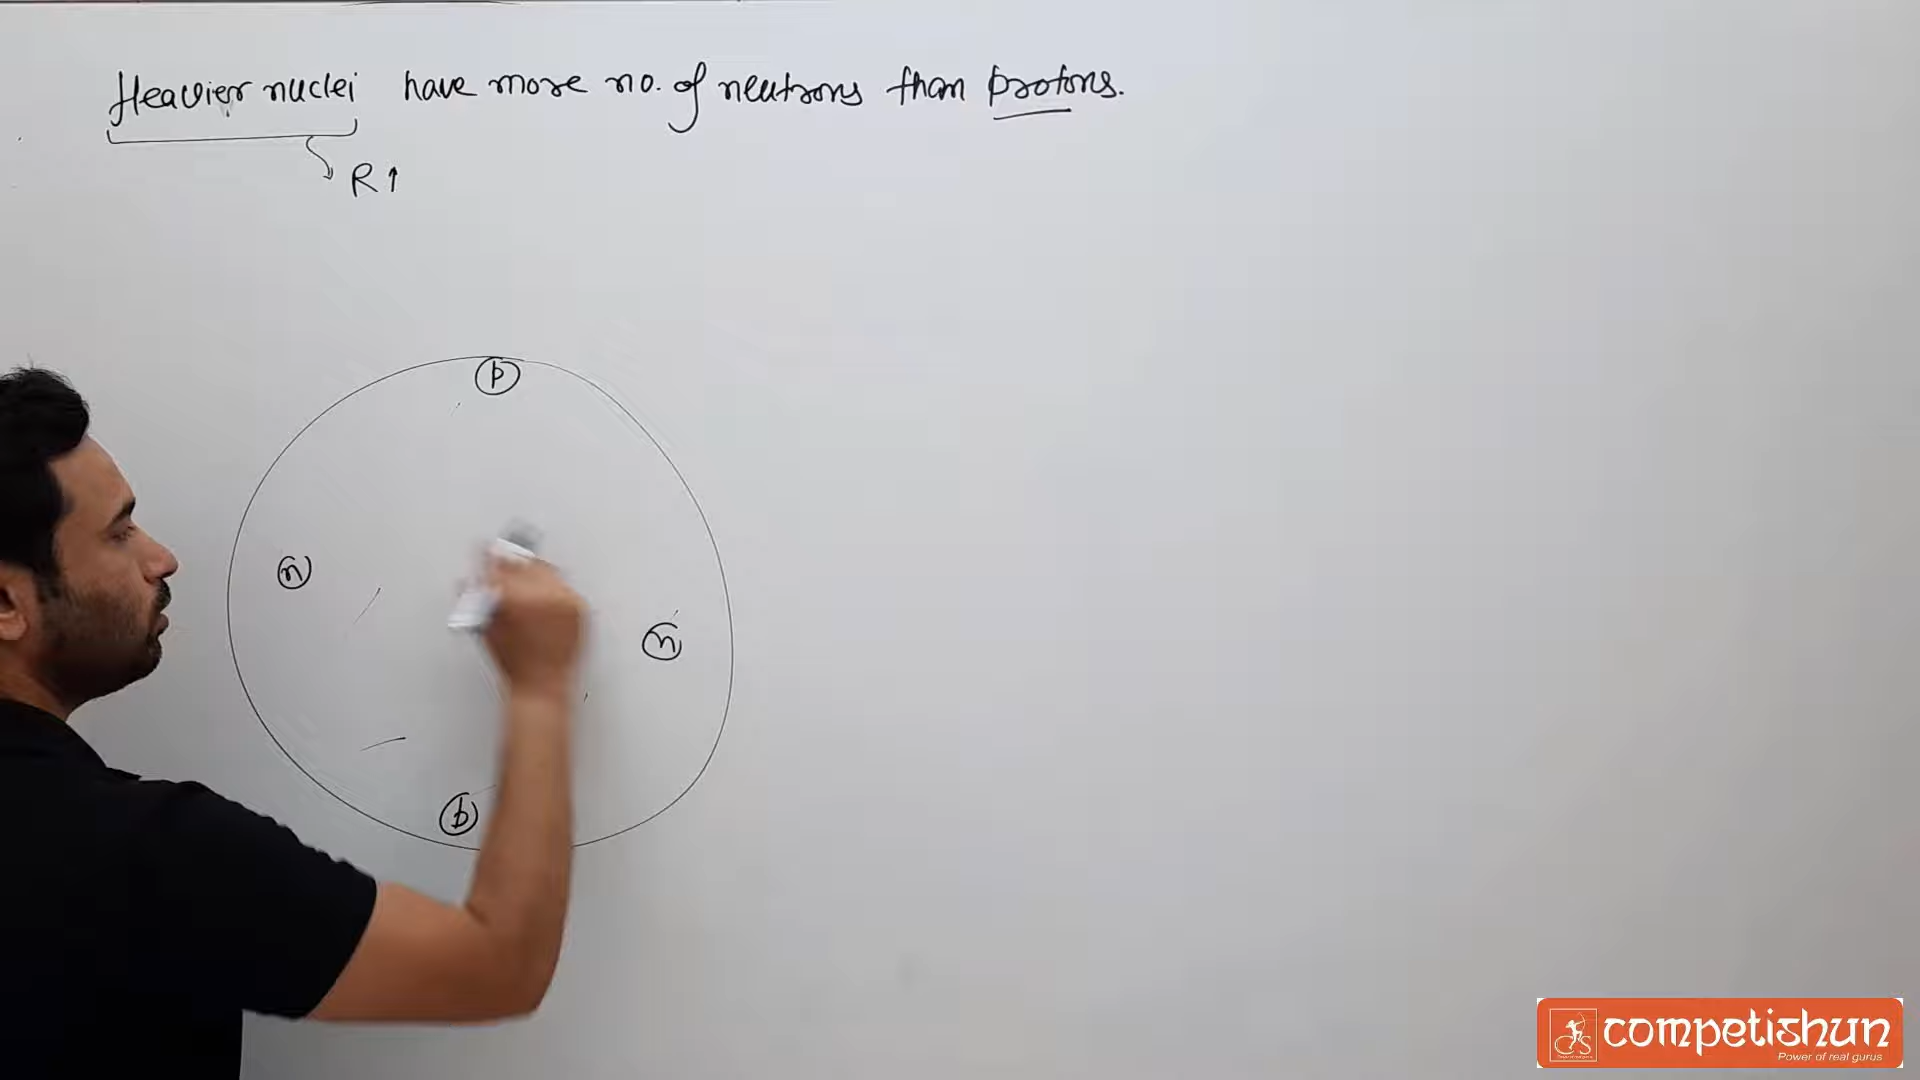 Heavier nuclei have more no. of neutrons than protons.
R↑
p
n
n
p
competishun
Power of real gurus